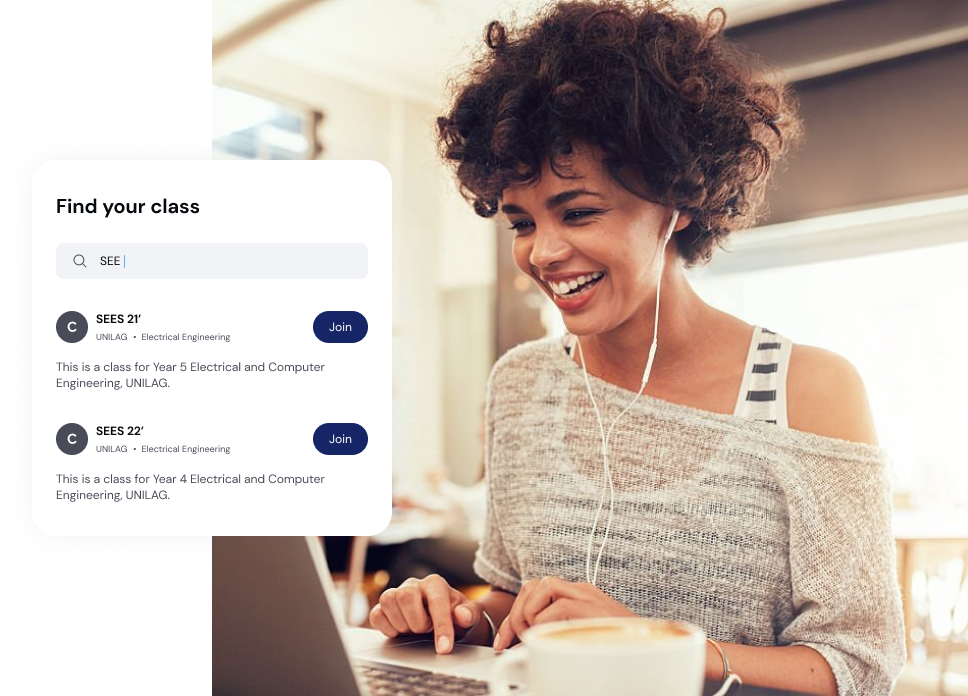 Find your class
SEE
C
SEES 21’
Join
UNILAG • Electrical Engineering
This is a class for Year 5 Electrical and Computer
Engineering, UNILAG.
C
SEES 22’
Join
UNILAG • Electrical Engineering
This is a class for Year 4 Electrical and Computer
Engineering, UNILAG.